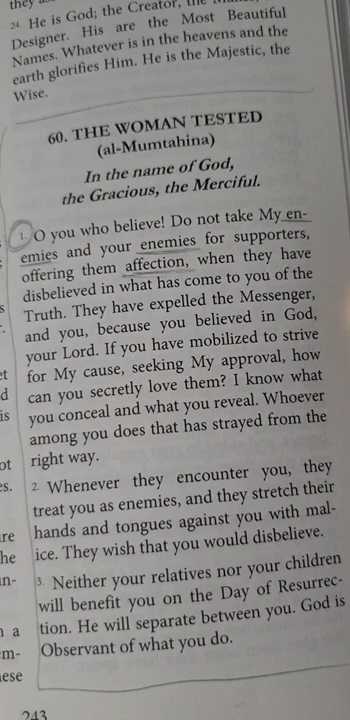 they
24. He is God; the Creator, the
Designer. His are the Most Beautiful
Names. Whatever is in the heavens and the
earth glorifies Him. He is the Majestic, the
Wise.
60. THE WOMAN TESTED
(al-Mumtahina)
In the name of God,
the Gracious, the Merciful.
1. O you who believe! Do not take My en-
emies and your enemies for supporters,
offering them affection, when they have
disbelieved in what has come to you of the
Truth. They have expelled the Messenger,
and you, because you believed in God,
your Lord. If you have mobilized to strive
for My cause, seeking My approval, how
can you secretly love them? I know what
you conceal and what you reveal. Whoever
among you does that has strayed from the
right way.
2. Whenever they encounter you, they
treat you as enemies, and they stretch their
hands and tongues against you with mal-
ice. They wish that you would disbelieve.
3. Neither your relatives nor your children
will benefit you on the Day of Resurrec-
tion. He will separate between you. God is
Observant of what you do.
243